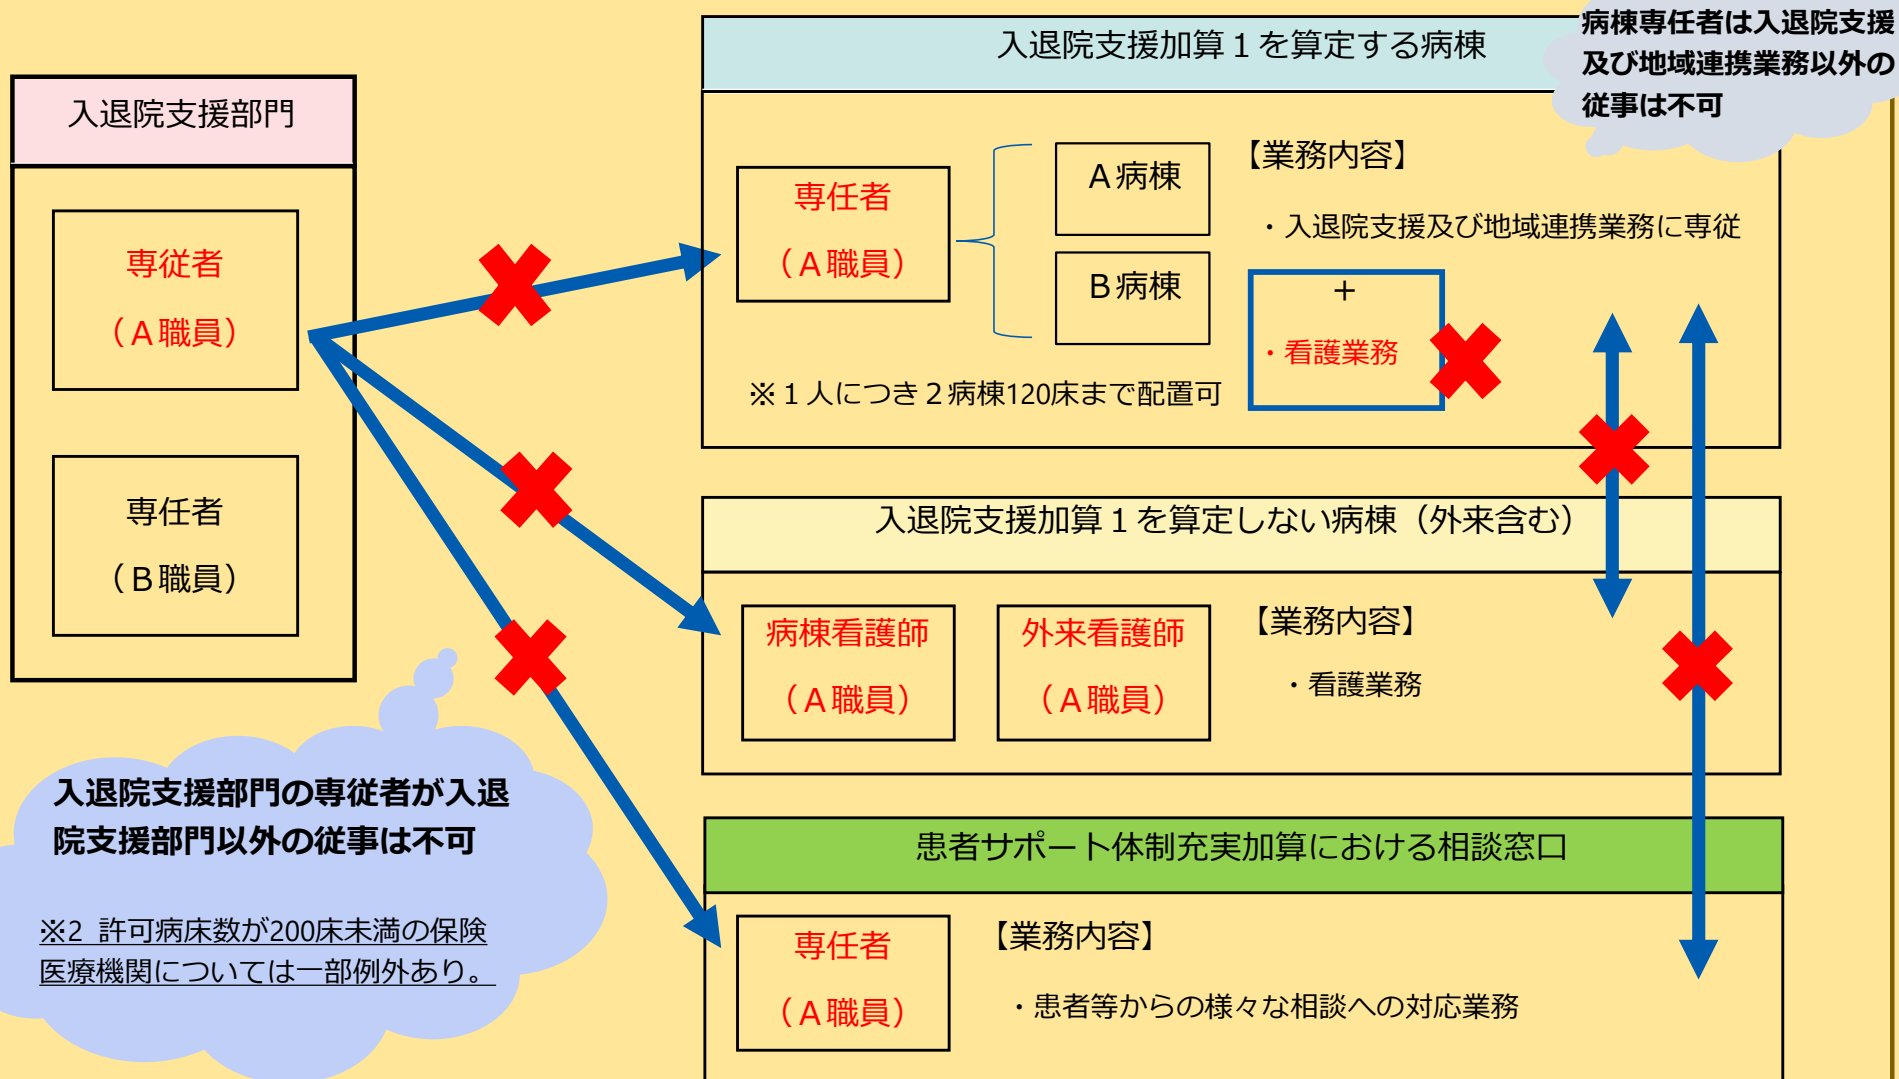 病棟専任者は入退院支援
及び地域連携業務以外の
従事は不可
入退院支援部門
専従者
（Ａ職員）
専任者
（Ｂ職員）
入退院支援部門の専従者が入退
院支援部門以外の従事は不可
※2 許可病床数が200床未満の保険
医療機関については一部例外あり。
入退院支援加算１を算定する病棟
専任者
（Ａ職員）
Ａ病棟
Ｂ病棟
※１人につき２病棟120床まで配置可
【業務内容】
・入退院支援及び地域連携業務に専従
＋
・看護業務
入退院支援加算１を算定しない病棟（外来含む）
病棟看護師
（Ａ職員）
外来看護師
（Ａ職員）
【業務内容】
・看護業務
患者サポート体制充実加算における相談窓口
専任者
（Ａ職員）
【業務内容】
・患者等からの様々な相談への対応業務